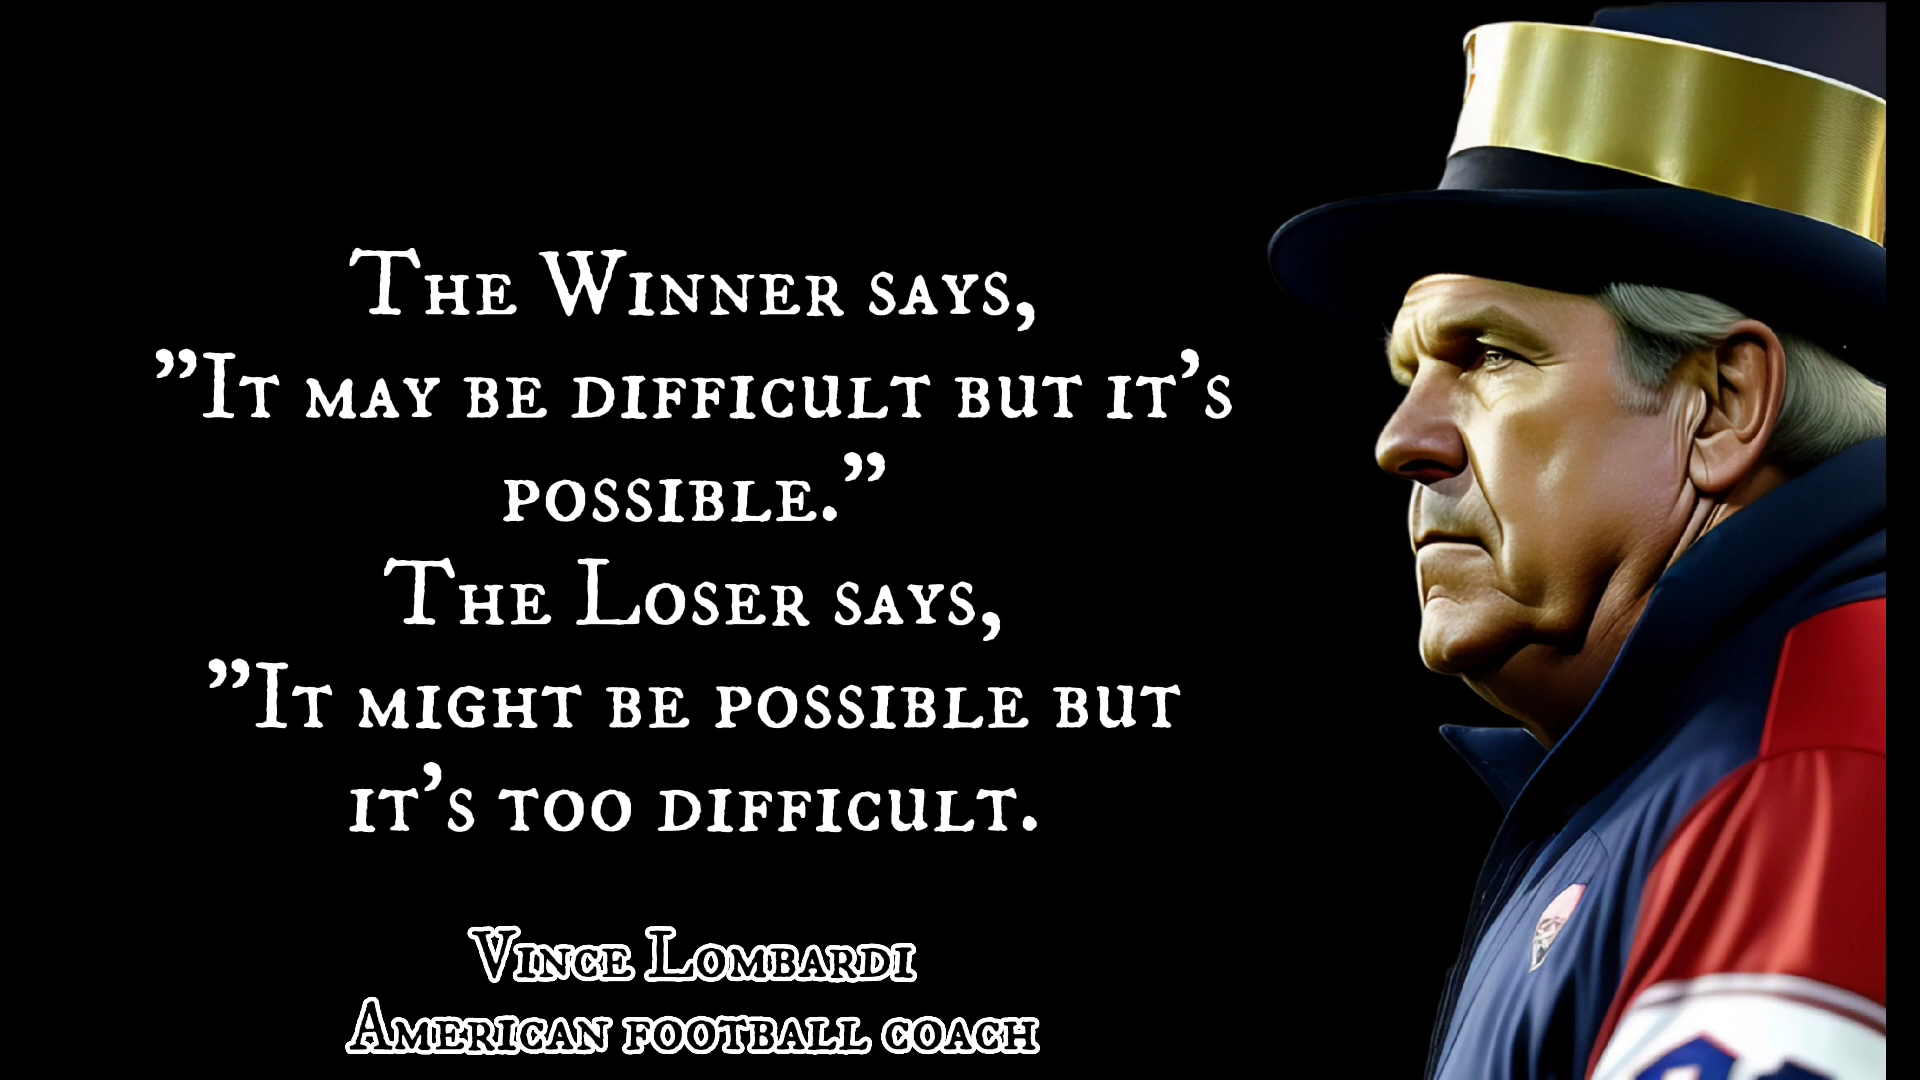 The Winner says,
”It may be difficult but it’s
possible.”
The Loser says,
”It might be possible but
it’s too difficult.
Vince Lombardi
American football coach